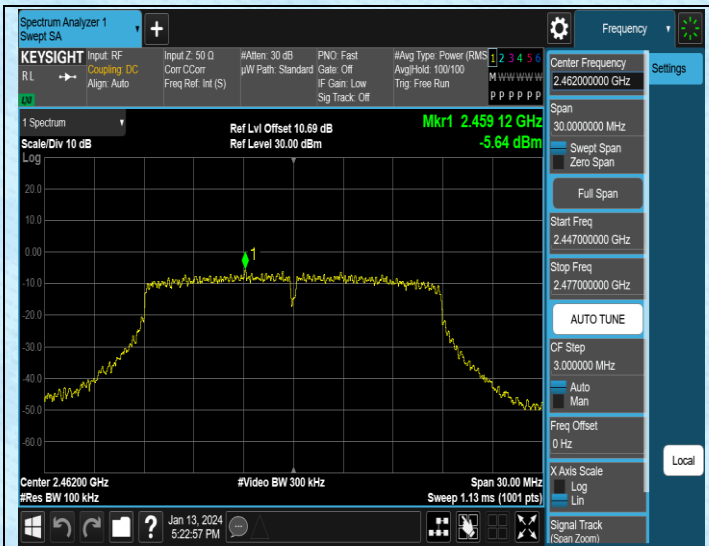 Spectrum Analyzer 1
Swept SA
+
Frequency
KEYSIGHT
RL
LXI
Input: RF
Coupling: DC
Align: Auto
Input Z: 50 Ω
Corr CCorr
Freq Ref: Int (S)
#Atten: 30 dB
µW Path: Standard
PNO: Fast
Gate: Off
IF Gain: Low
Sig Track: Off
#Avg Type: Power (RMS
Avg|Hold: 100/100
Trig: Free Run
1 2 3 4 5 6
M W W W W W
P P P P P P
1 Spectrum
Scale/Div 10 dB
Log
Ref Lvl Offset 10.69 dB
Ref Level 30.00 dBm
Mkr1 2.459 12 GHz
-5.64 dBm
20.0
10.0
0.00
-10.0
-20.0
-30.0
-40.0
-50.0
-60.0
1
Center 2.46200 GHz
#Res BW 100 kHz
#Video BW 300 kHz
Span 30.00 MHz
Sweep 1.13 ms (1001 pts)
Center Frequency
2.462000000 GHz
Settings
Span
30.0000000 MHz
Swept Span
Zero Span
Full Span
Start Freq
2.447000000 GHz
Stop Freq
2.477000000 GHz
AUTO TUNE
CF Step
3.000000 MHz
Auto
Man
Freq Offset
0 Hz
X Axis Scale
Log
Lin
Local
Signal Track
(Span Zoom)
?
Jan 13, 2024
5:22:57 PM